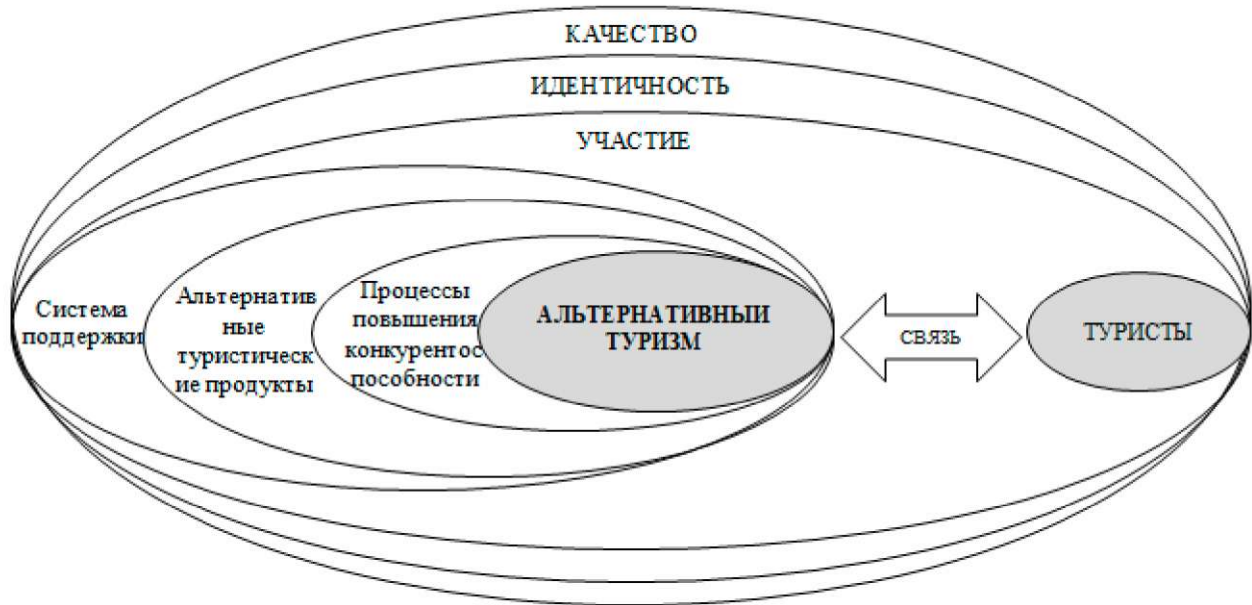 КАЧЕСТВО
ИДЕНТИЧНОСТЬ
УЧАСТИЕ
Система
поддержки
Альтернатив
ные
туристическ
ие продукты
Процессы
повышения
конкурентос
пособности
АЛЬТЕРНАТИВНЫЙ
ТУРИЗМ
СВЯЗЬ
ТУРИСТЫ